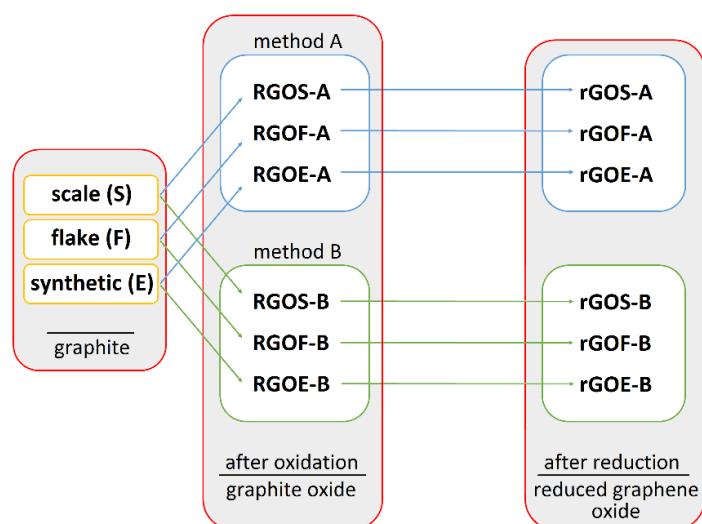 scale (S)
flake (F)
synthetic (E)
graphite
method A
RGOS-A
RGOF-A
RGOE-A
method B
RGOS-B
RGOF-B
RGOE-B
after oxidation
graphite oxide
rGOS-A
rGOF-A
rGOE-A
rGOS-B
rGOF-B
rGOE-B
after reduction
reduced graphene
oxide